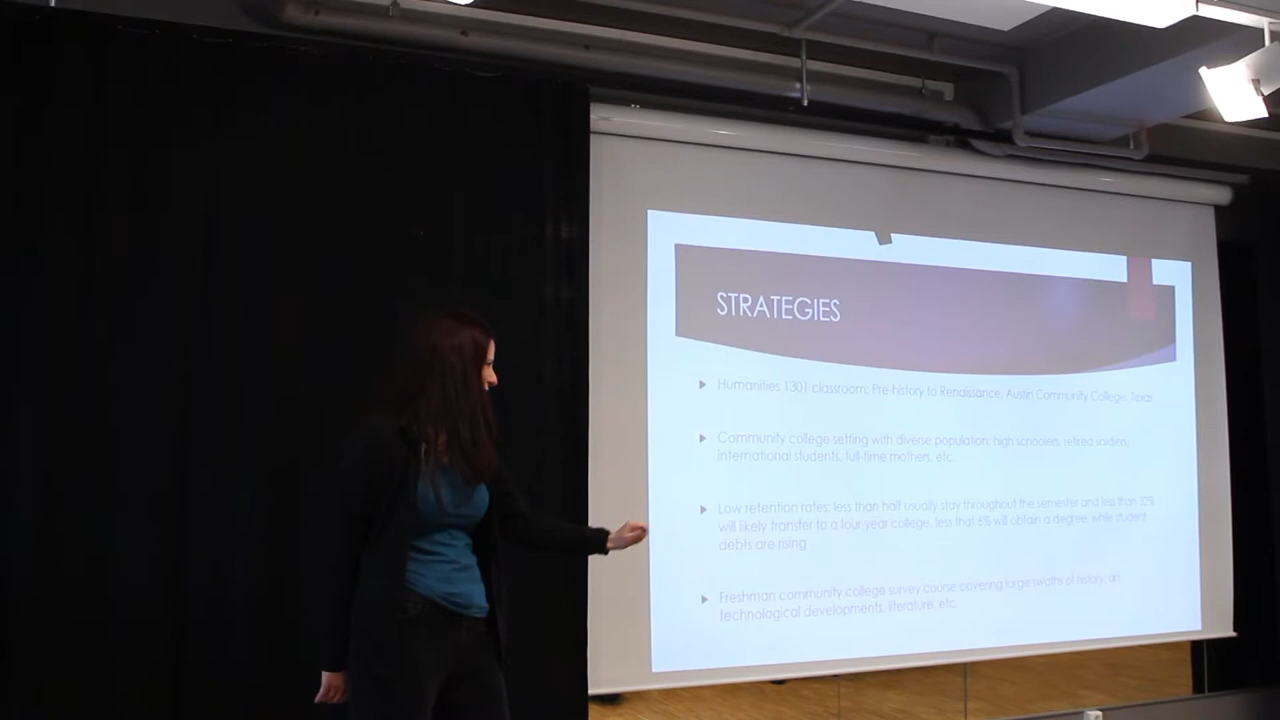 STRATEGIES
Humanities 1301 classroom: Pre-history to Renaissance, Austin Community College, Texas
Community college setting with diverse population: high schoolers, retired soldiers,
international students, full-time mothers, etc.
Low retention rates: less than half usually stay throughout the semester and less than 12%
will likely transfer to a four-year college, less that 6% will obtain a degree, while student
debts are rising
Freshman community college survey course covering large swaths of history, art,
technological developments, literature, etc.